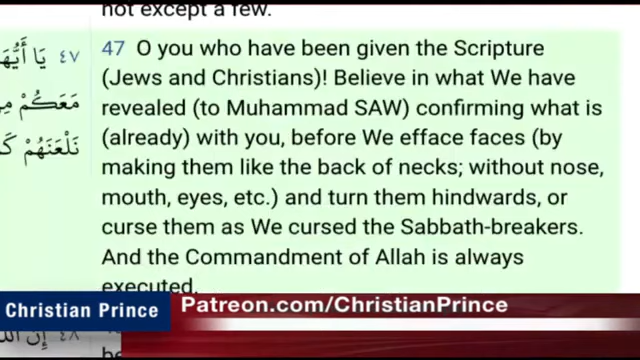 not except a few.
47 O you who have been given the Scripture
(Jews and Christians)! Believe in what We have
revealed (to Muhammad SAW) confirming what is
(already) with you, before We efface faces (by
making them like the back of necks; without nose,
mouth, eyes, etc.) and turn them hindwards, or
curse them as We cursed the Sabbath-breakers.
And the Commandment of Allah is always
executed.
٤٧ يَا أَيُّهَا
مَعَكُمْ مِنْ
نَلْعَنَهُمْ
٤٨ إِنَّ
Christian Prince
Patreon.com/ChristianPrince